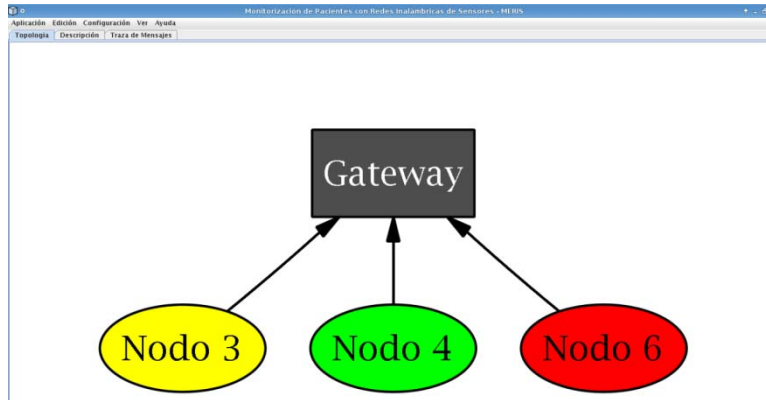 Monitorización de Pacientes con Redes Inalámbricas de Sensores - MERIS
Aplicación Edición Configuración Ver Ayuda
Topología Descripción Traza de Mensajes
Gateway
Nodo 3 Nodo 4 Nodo 6